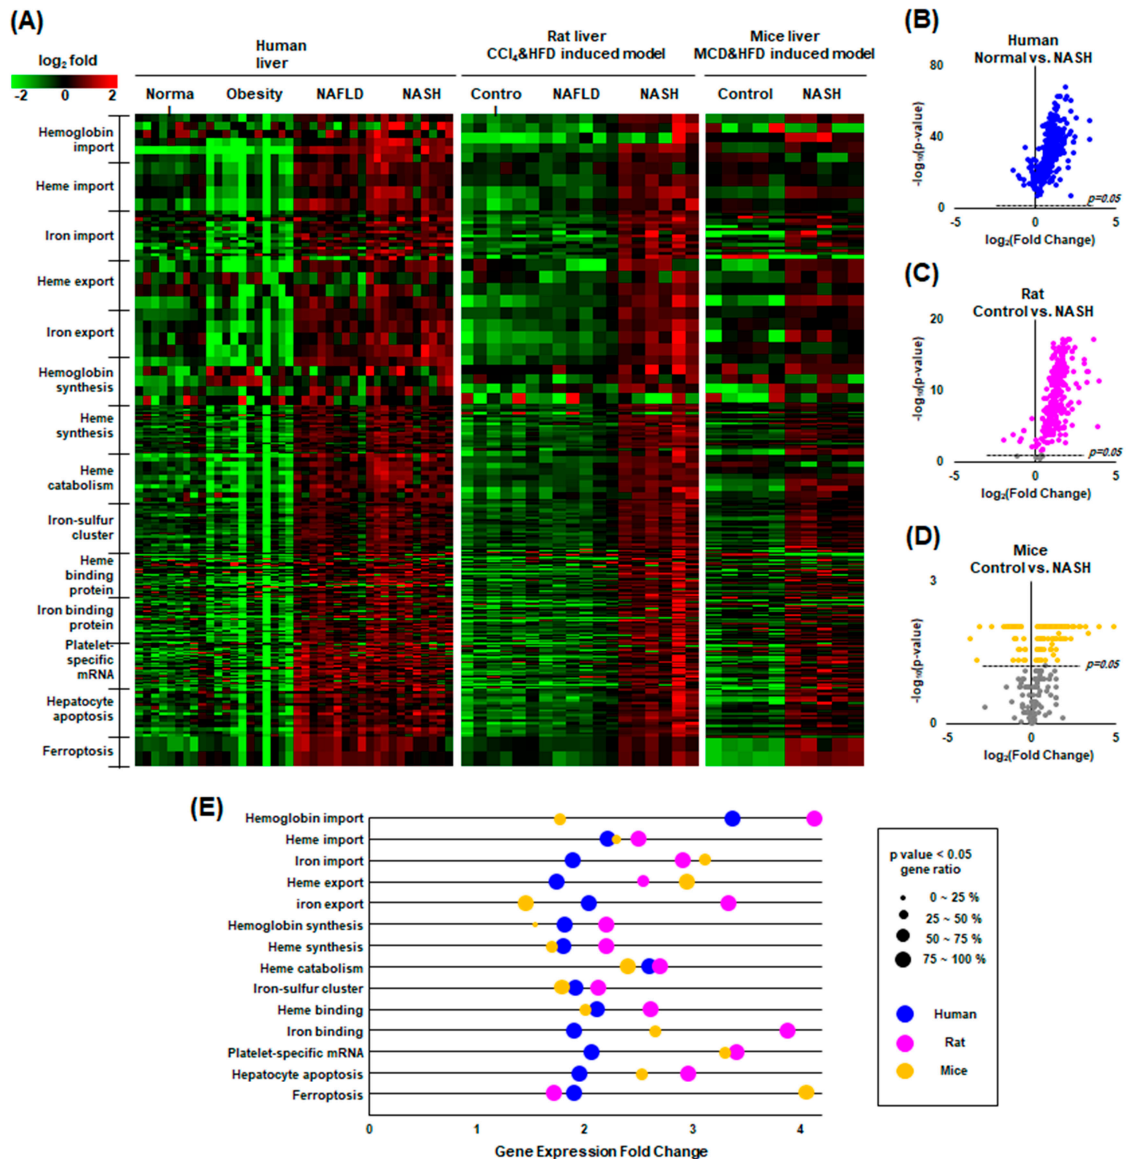 (A)
log2 fold
-2 0 2
Human
liver
Rat liver
CCl4&HFD induced model
Mice liver
MCD&HFD induced model
Norma Obesity NAFLD NASH
Contro NAFLD NASH
Control NASH
Hemoglobin
import
Heme import
Iron import
Heme export
Iron export
Hemoglobin
synthesis
Heme
synthesis
Heme
catabolism
Iron-sulfur
cluster
Heme
binding
protein
Iron binding
protein
Platelet-
specific
mRNA
Hepatocyte
apoptosis
Ferroptosis
(B)
Human
Normal vs. NASH
80
40
0
-log10(p-value)
p=0.05
-5 0 5
log2(Fold Change)
(C)
Rat
Control vs. NASH
20
10
0
-log10(p-value)
p=0.05
-5 0 5
log2(Fold Change)
(D)
Mice
Control vs. NASH
3
0
-log10(p-value)
p=0.05
-5 0 5
log2(Fold Change)
(E)
Hemoglobin import
Heme import
Iron import
Heme export
iron export
Hemoglobin synthesis
Heme synthesis
Heme catabolism
Iron-sulfur cluster
Heme binding
Iron binding
Platelet-specific mRNA
Hepatocyte apoptosis
Ferroptosis
0 1 2 3 4
Gene Expression Fold Change
p value < 0.05
gene ratio
0 ~ 25 %
25 ~ 50 %
50 ~ 75 %
75 ~ 100 %
Human
Rat
Mice